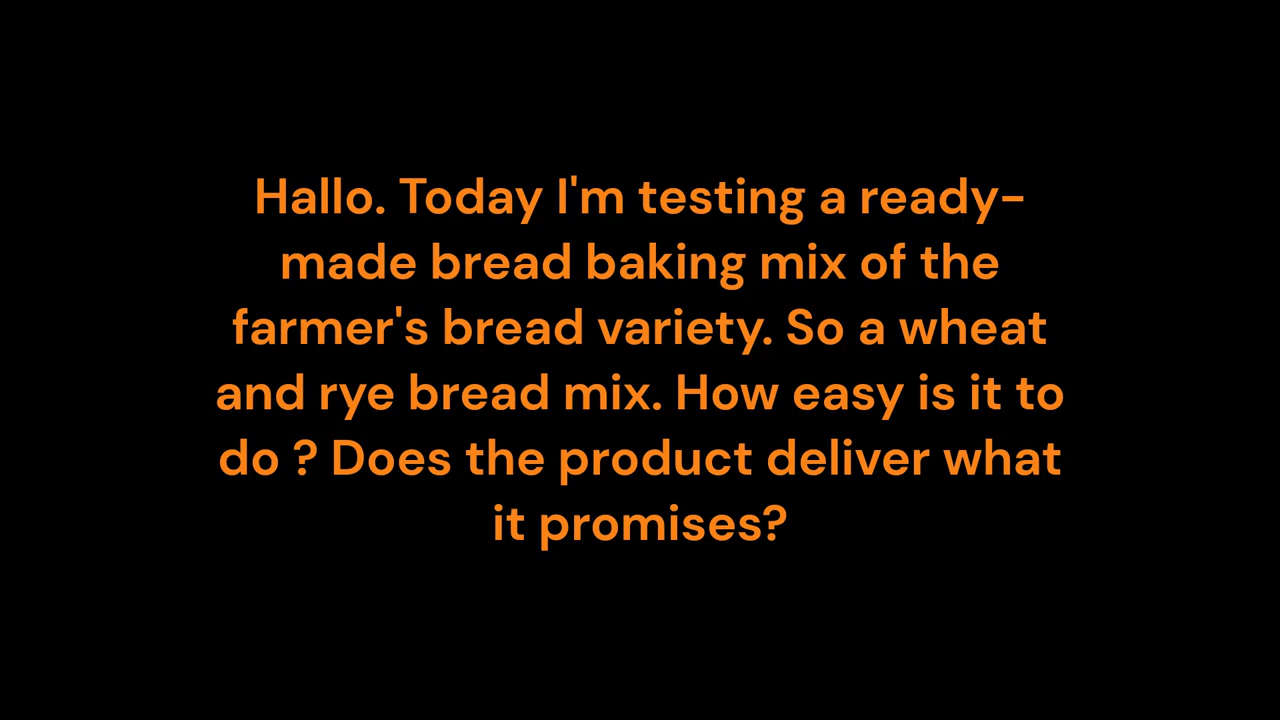 Hallo. Today I'm testing a ready-
made bread baking mix of the
farmer's bread variety. So a wheat
and rye bread mix. How easy is it to
do ? Does the product deliver what
it promises?